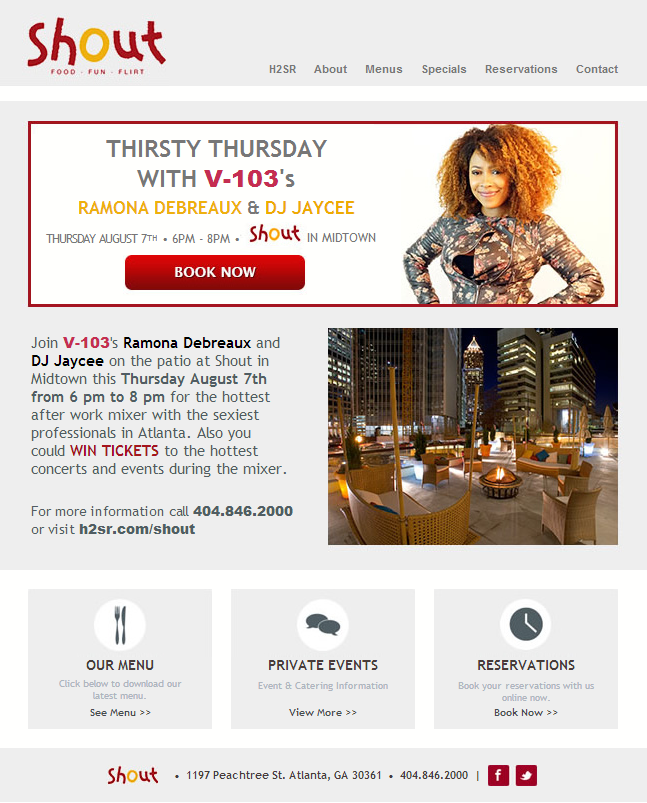 Shout
FOOD · FUN · FLIRT
H2SR About Menus Specials Reservations Contact
THIRSTY THURSDAY
WITH V-103's
RAMONA DEBREAUX & DJ JAYCEE
THURSDAY AUGUST 7TH • 6PM - 8PM • Shout IN MIDTOWN
BOOK NOW
Join V-103's Ramona Debreaux and
DJ Jaycee on the patio at Shout in
Midtown this Thursday August 7th
from 6 pm to 8 pm for the hottest
after work mixer with the sexiest
professionals in Atlanta. Also you
could WIN TICKETS to the hottest
concerts and events during the mixer.
For more information call 404.846.2000
or visit h2sr.com/shout
OUR MENU
Click below to download our
latest menu.
See Menu >>
PRIVATE EVENTS
Event & Catering Information
View More >>
RESERVATIONS
Book your reservations with us
online now.
Book Now >>
Shout • 1197 Peachtree St. Atlanta, GA 30361 • 404.846.2000 | f